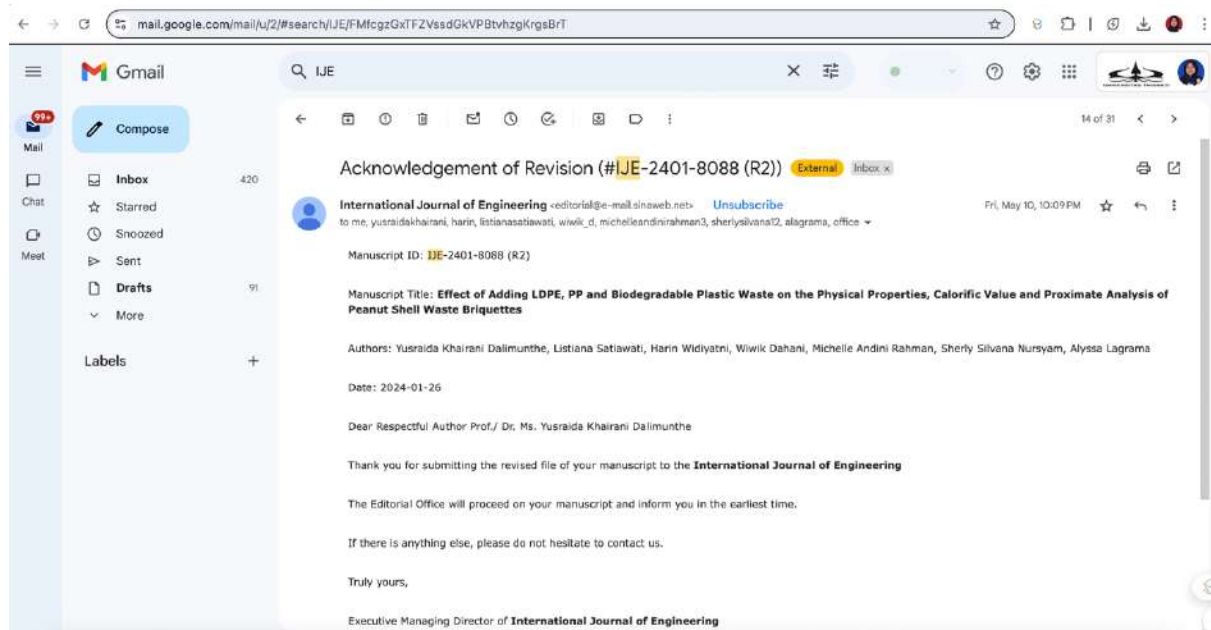 mail.google.com/mail/u/2/#search/IJE/FMfcgzGxTFZVssdGkVPBtvhzgKrgsBrT
Gmail
IJE
99+
Mail
Compose
14 of 31
Acknowledgement of Revision (#IJE-2401-8088 (R2)) External Inbox x
Inbox 420
Chat
Starred
International Journal of Engineering <editorial@e-mail.sinaweb.net> Unsubscribe
Fri, May 10, 10:09 PM
to me, yusraidakhairani, harin, listianasatiawati, wiwik_d, michelleandinirahman3, sherlysilvana12, alagrama, office
Snoozed
Meet
Sent
Manuscript ID: IJE-2401-8088 (R2)
Drafts 91
Manuscript Title: Effect of Adding LDPE, PP and Biodegradable Plastic Waste on the Physical Properties, Calorific Value and Proximate Analysis of
Peanut Shell Waste Briquettes
More
Authors: Yusraida Khairani Dalimunthe, Listiana Satiawati, Harin Widiyatni, Wiwik Dahani, Michelle Andini Rahman, Sherly Silvana Nursyam, Alyssa Lagrama
Labels +
Date: 2024-01-26
Dear Respectful Author Prof./ Dr. Ms. Yusraida Khairani Dalimunthe
Thank you for submitting the revised file of your manuscript to the International Journal of Engineering
The Editorial Office will proceed on your manuscript and inform you in the earliest time.
If there is anything else, please do not hesitate to contact us.
Truly yours,
Executive Managing Director of International Journal of Engineering